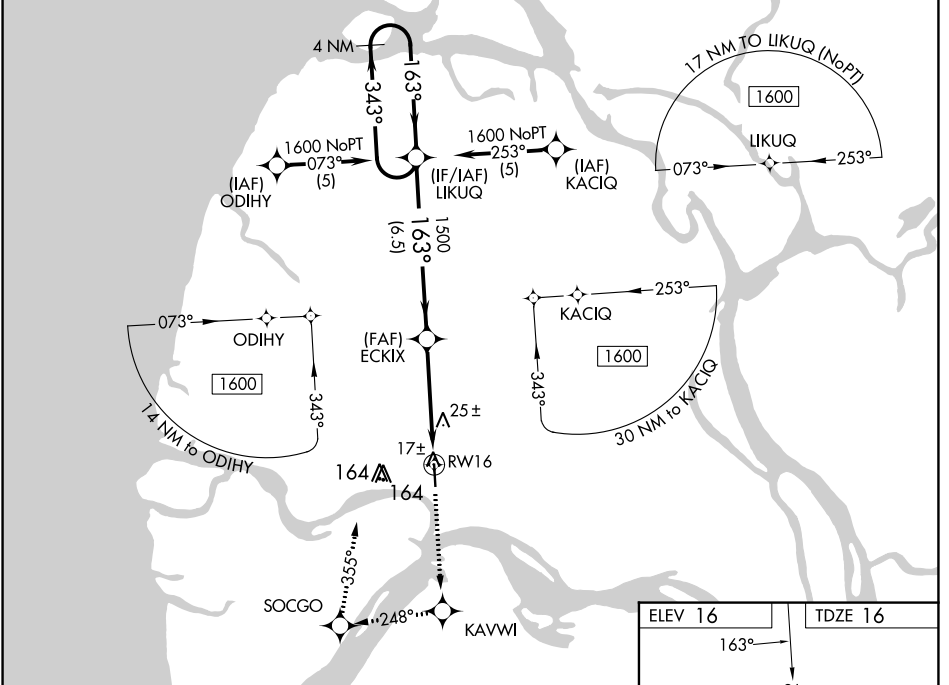 4 NM
343°
163°
1600 NoPT
073°
(5)
(IAF)
ODIHY
(IF/IAF)
LIKUQ
1600 NoPT
253°
(5)
(IAF)
KACIQ
17 NM TO LIKUQ (NoPT)
1600
LIKUQ
073°
253°
1500
163°
(6.5)
073°
ODIHY
1600
343°
14 NM to ODIHY
(FAF)
ECKIX
253°
KACIQ
1600
343°
30 NM to KACIQ
25 ±
17±
RW16
164
164
355°
SOCGO
248°
KAVWI
ELEV 16
TDZE 16
163°